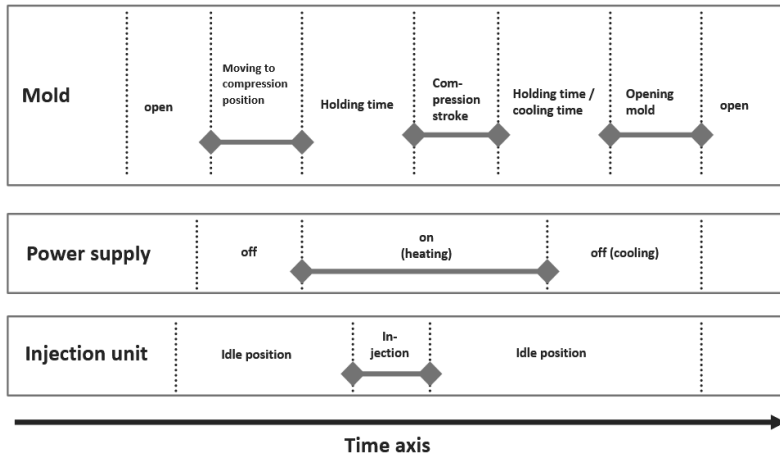 Mold
open
Moving to
compression
position
Holding time
Com-
pression
stroke
Holding time /
cooling time
Opening
mold
open
Power supply
off
on
(heating)
off (cooling)
Injection unit
Idle position
In-
jection
Idle position
Time axis